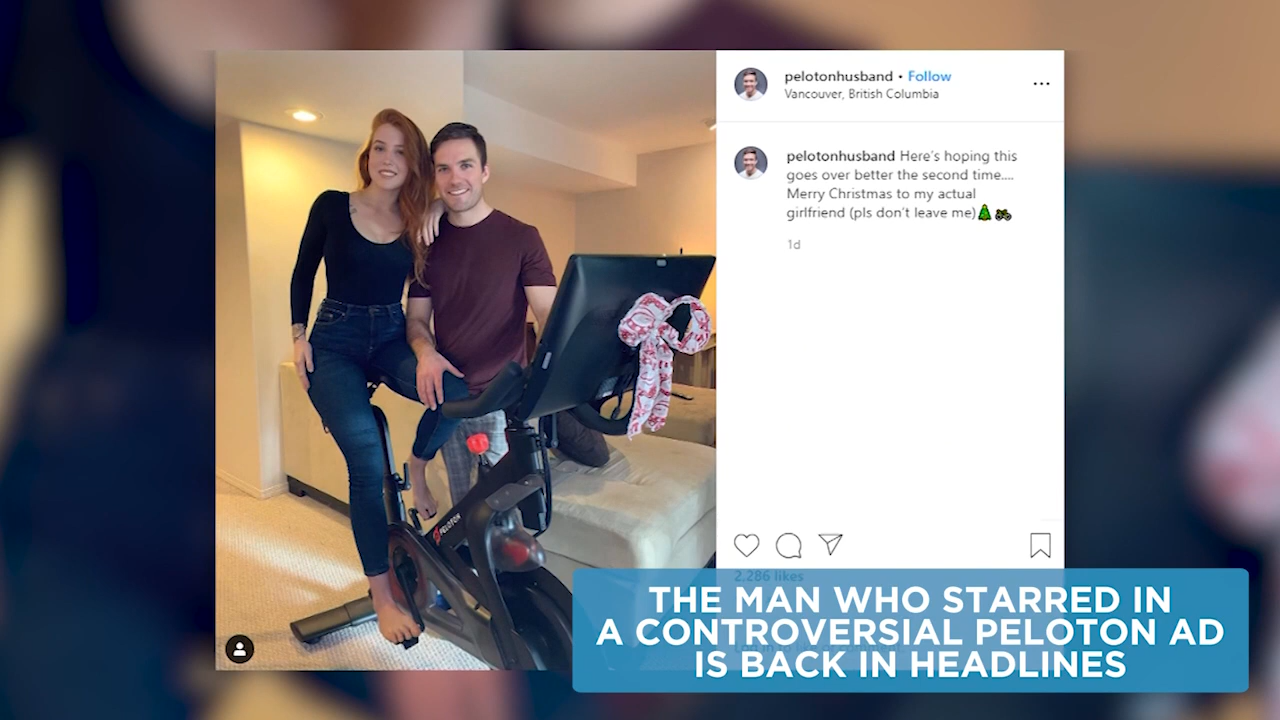 pelotonhusband • Follow
Vancouver, British Columbia
pelotonhusband Here's hoping this
goes over better the second time....
Merry Christmas to my actual
girlfriend (pls don't leave me)🎄🚲
1d
2,286 likes
PELOTON
THE MAN WHO STARRED IN
A CONTROVERSIAL PELOTON AD
IS BACK IN HEADLINES